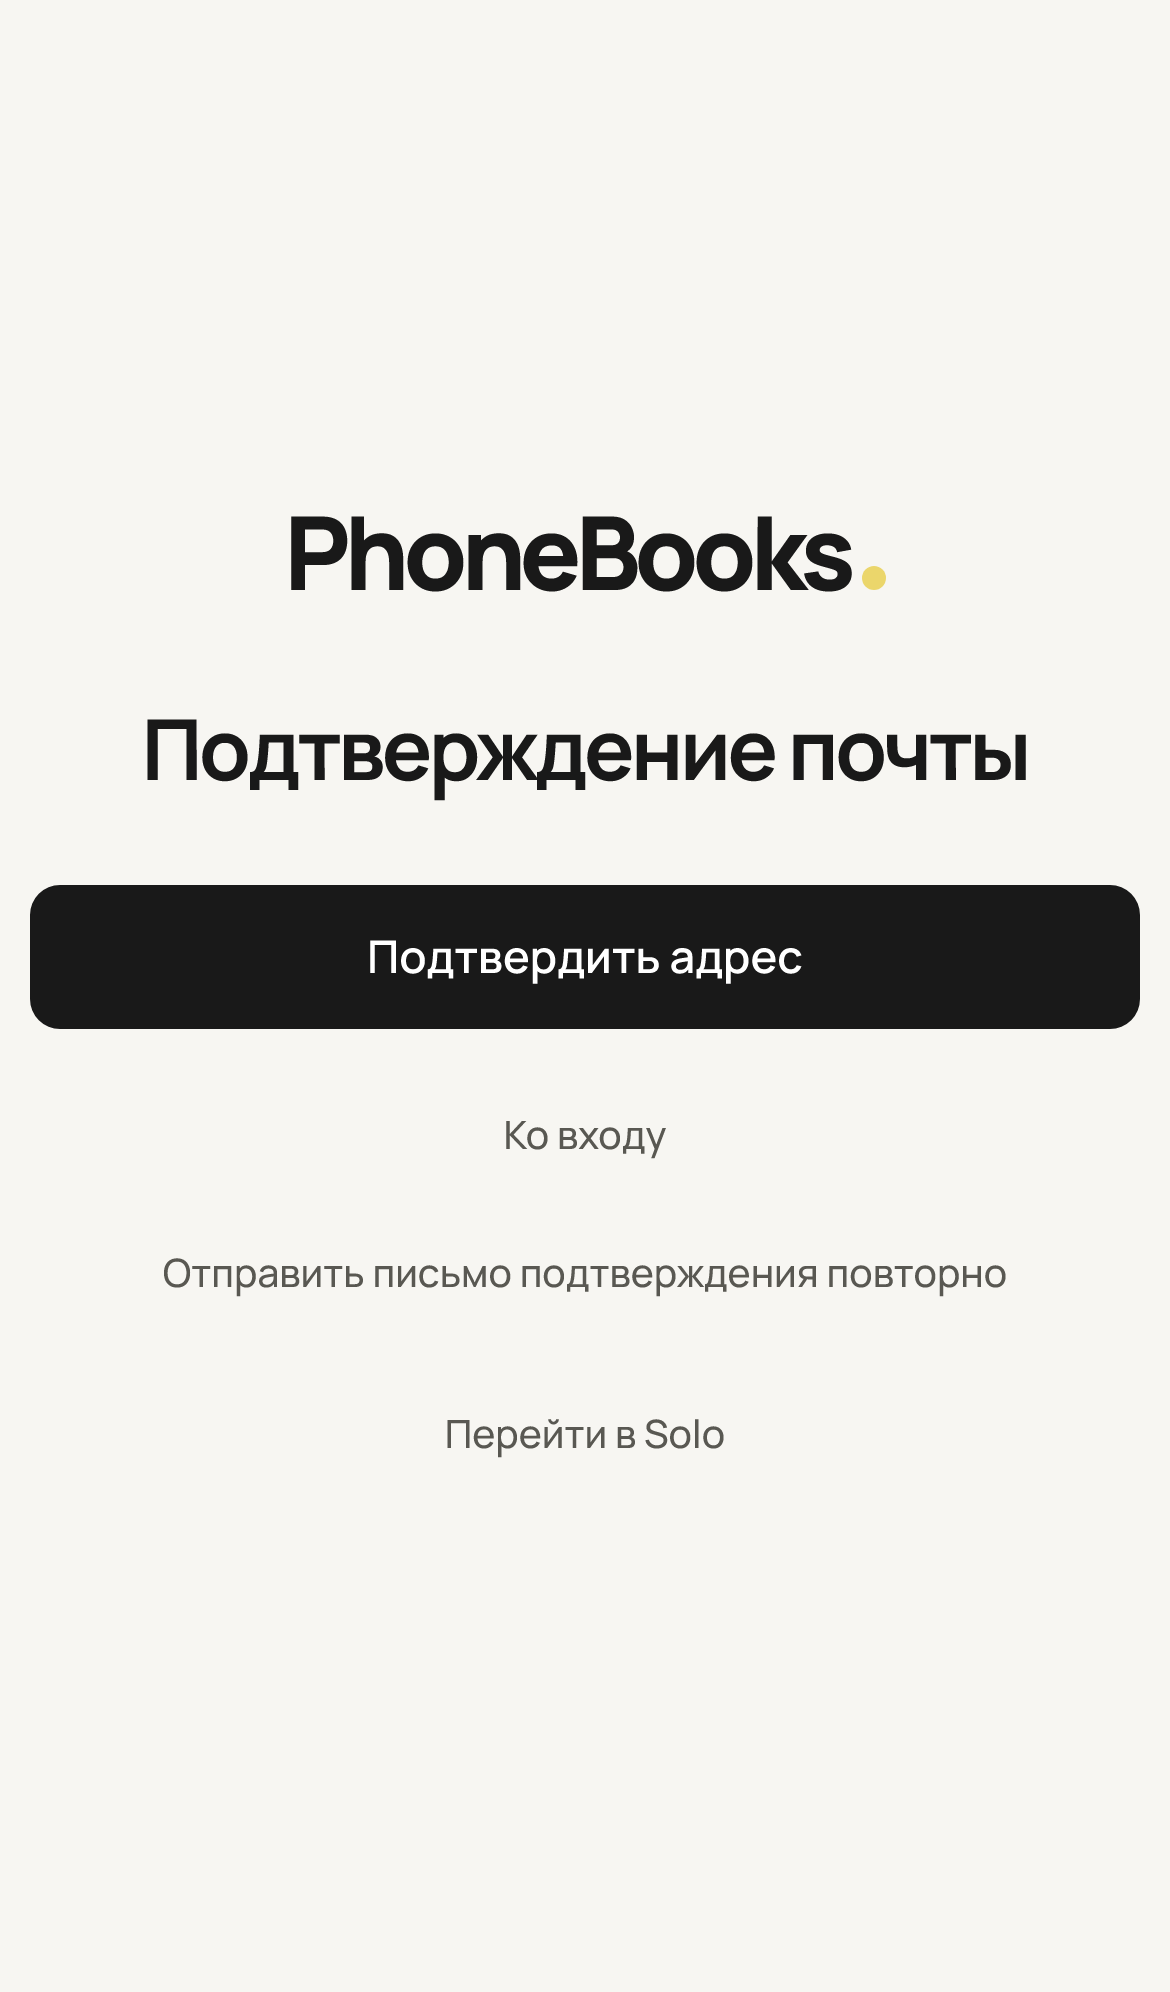 PhoneBooks.
Подтверждение почты
Подтвердить адрес
Ко входу
Отправить письмо подтверждения повторно
Перейти в Solo